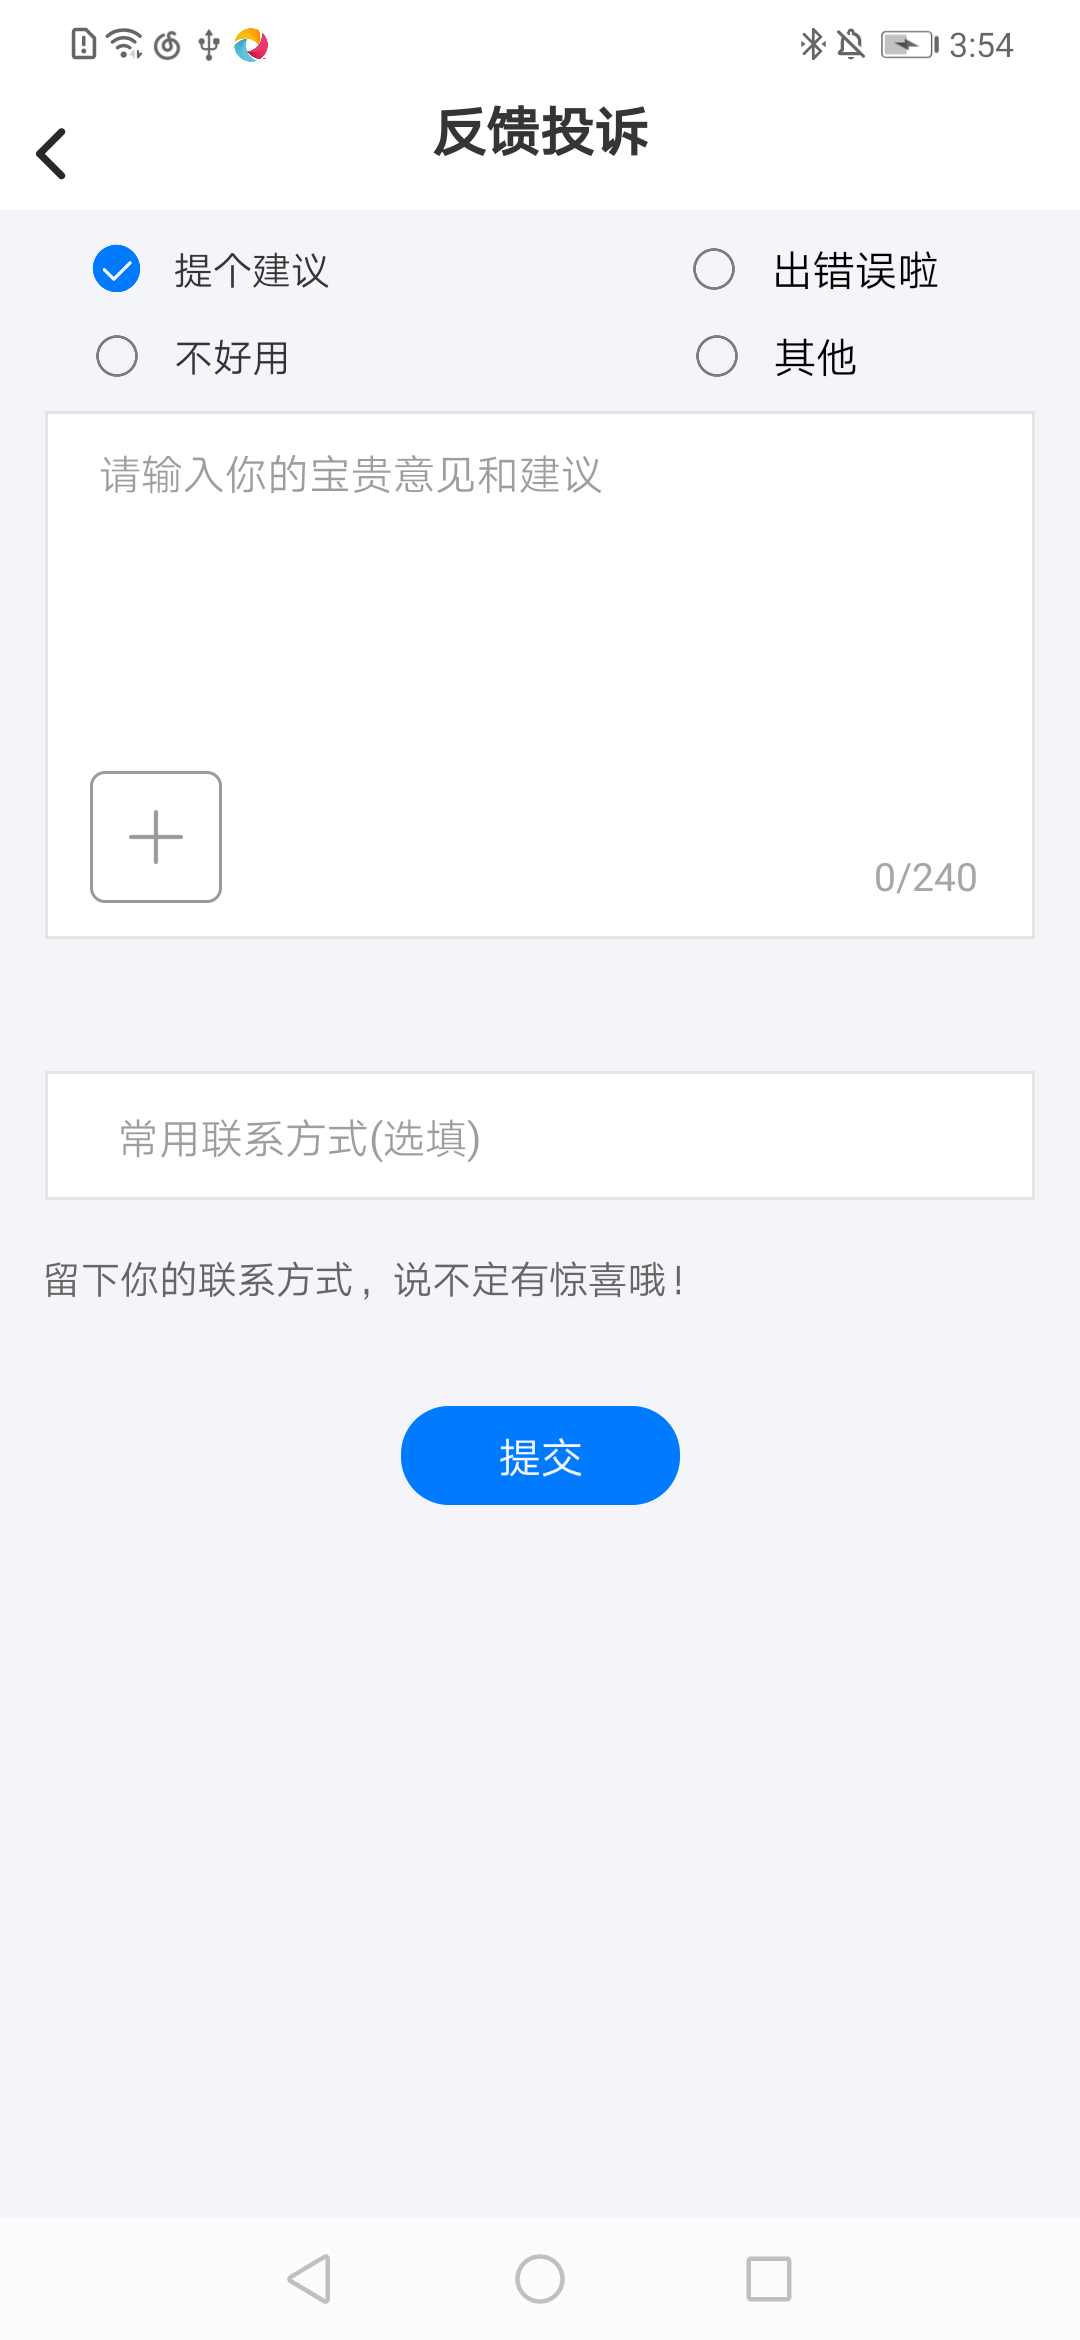 3:54
反馈投诉
提个建议 出错误啦
不好用 其他
请输入你的宝贵意见和建议
0/240
常用联系方式(选填)
留下你的联系方式，说不定有惊喜哦!
提交